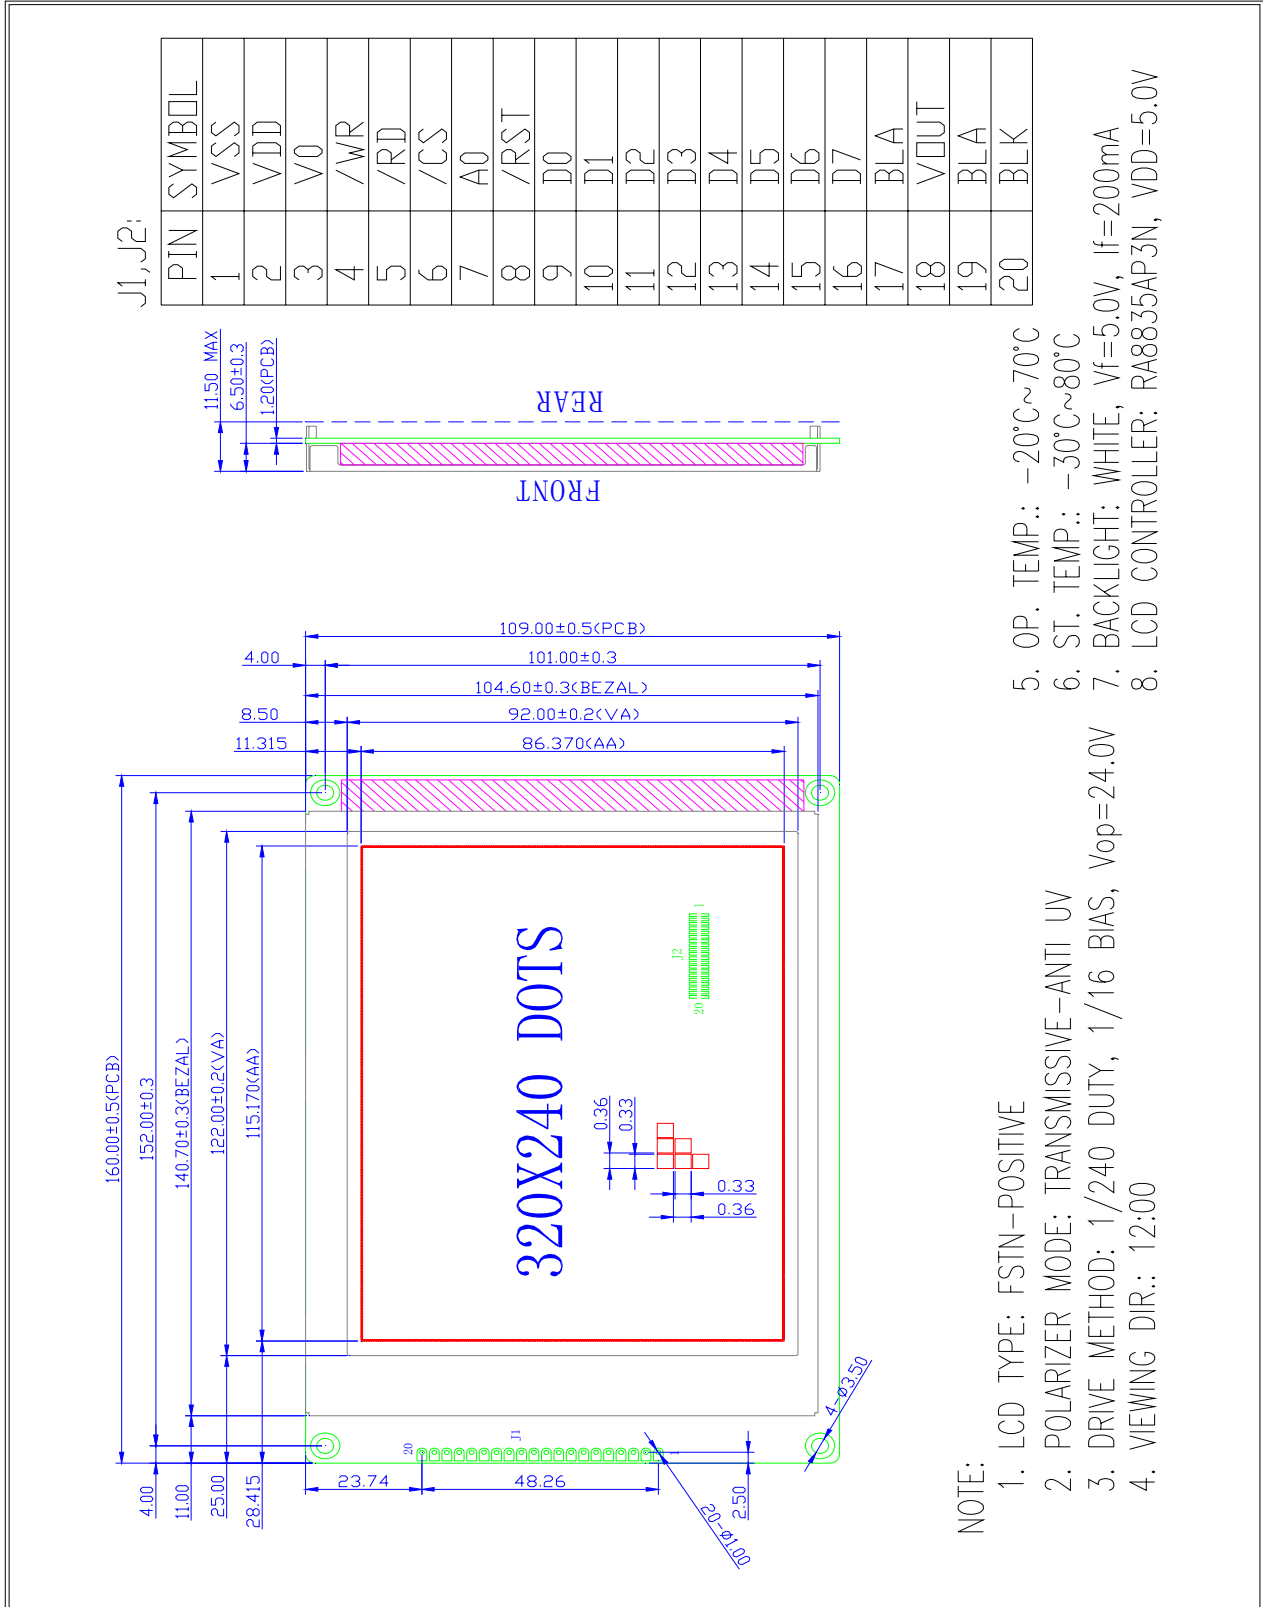 J1,J2:
PIN SYMBOL
1 VSS
2 VDD
3 V0
4 /WR
5 /RD
6 /CS
7 A0
8 /RST
9 D0
10 D1
11 D2
12 D3
13 D4
14 D5
15 D6
16 D7
17 BLA
18 VOUT
19 BLA
20 BLK
11.50 MAX
6.50±0.3
1.20(PCB)
FRONT
REAR
160.00±0.5(PCB)
152.00±0.3
140.70±0.3(BEZAL)
122.00±0.2(VA)
115.170(AA)
4.00
11.00
25.00
28.415
109.00±0.5(PCB)
4.00
101.00±0.3
104.60±0.3(BEZAL)
8.50
92.00±0.2(VA)
11.315
86.370(AA)
320X240 DOTS
0.36
0.33
0.33
0.36
J2
20
1
20
J1
1
23.74
48.26
2.50
20-Ø1.00
4-Ø3.50
NOTE:
1. LCD TYPE: FSTN-POSITIVE
2. POLARIZER MODE: TRANSMISSIVE-ANTI UV
3. DRIVE METHOD: 1/240 DUTY, 1/16 BIAS, Vop=24.0V
4. VIEWING DIR.: 12:00
5. OP. TEMP.: -20°C~70°C
6. ST. TEMP.: -30°C~80°C
7. BACKLIGHT: WHITE, Vf=5.0V, If=200mA
8. LCD CONTROLLER: RA8835AP3N, VDD=5.0V